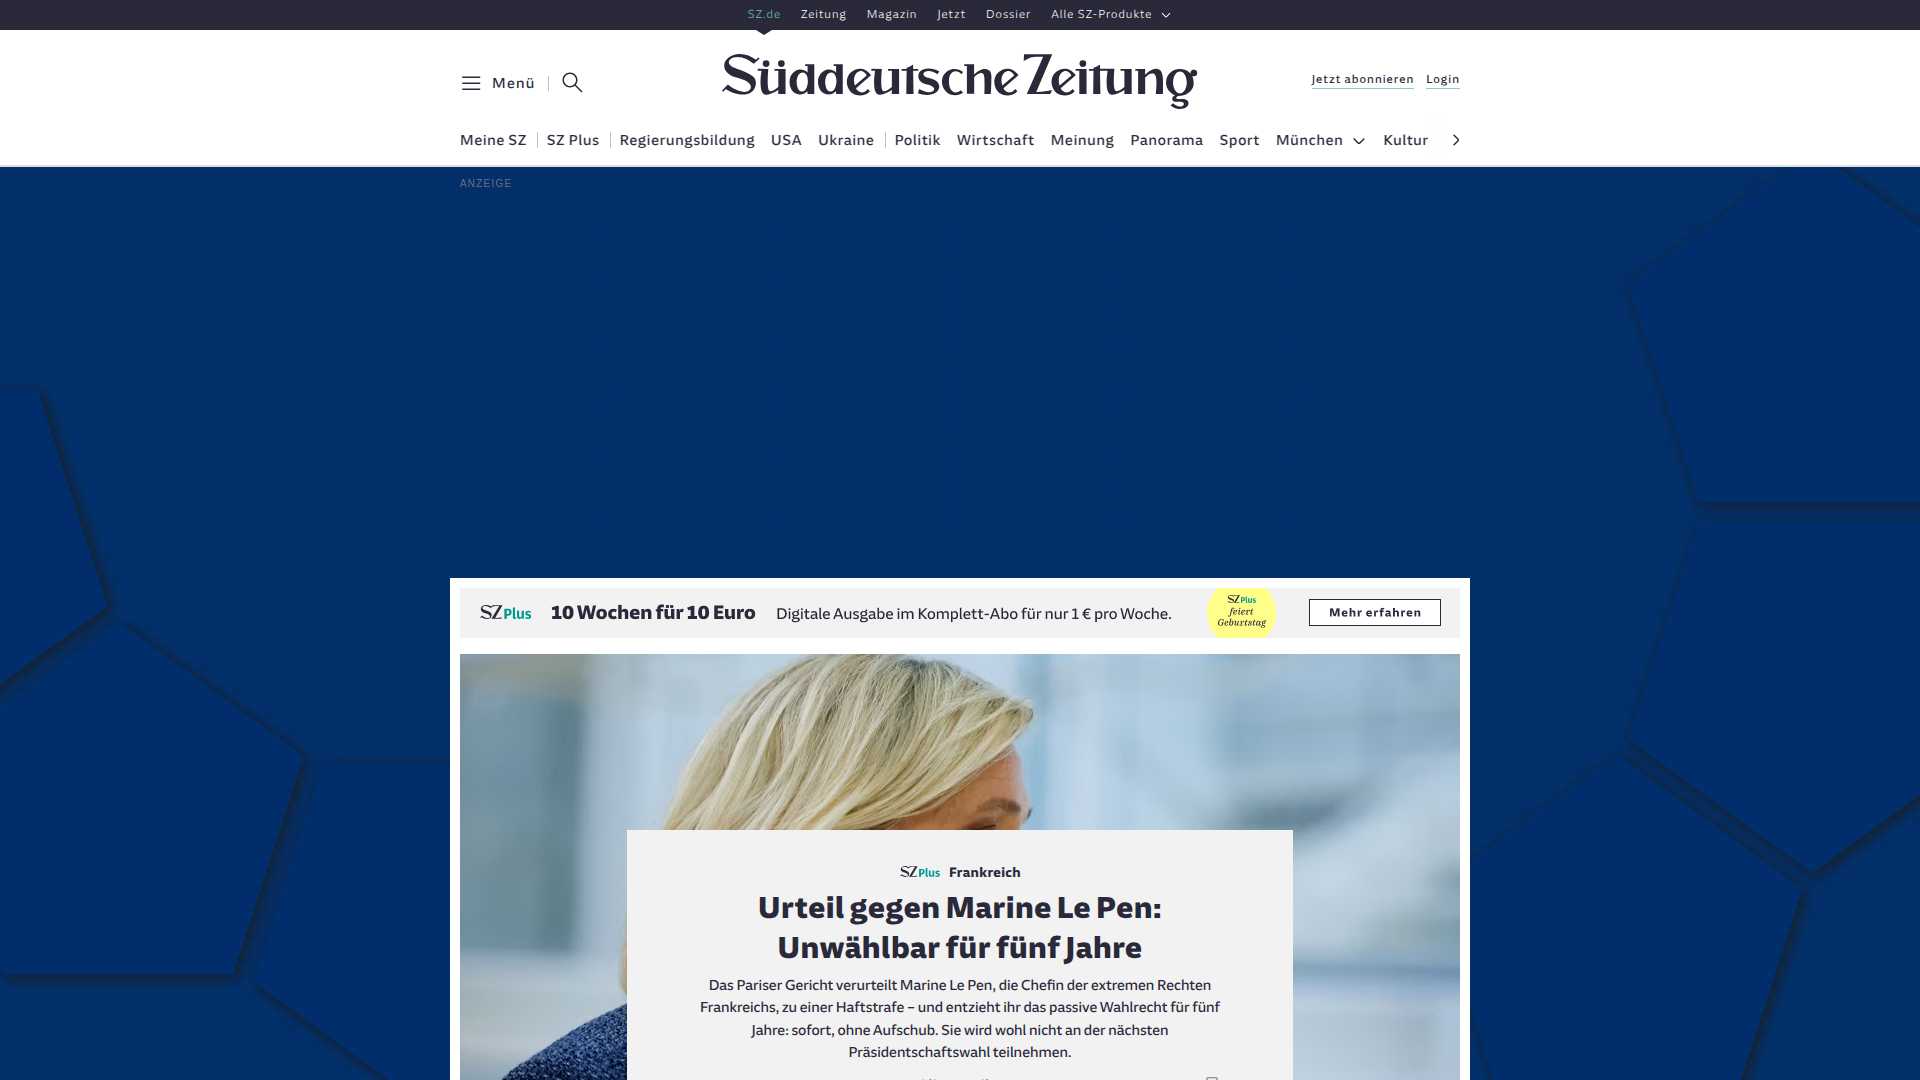 SZ.de Zeitung Magazin Jetzt Dossier Alle SZ-Produkte
Menü
Süddeutsche Zeitung
Jetzt abonnieren Login
Meine SZ SZ Plus Regierungsbildung USA Ukraine Politik Wirtschaft Meinung Panorama Sport München Kultur
ANZEIGE
SZ Plus 10 Wochen für 10 Euro Digitale Ausgabe im Komplett-Abo für nur 1 € pro Woche.
SZ Plus
feiert
Geburtstag
Mehr erfahren
SZ Plus Frankreich
Urteil gegen Marine Le Pen:
Unwählbar für fünf Jahre
Das Pariser Gericht verurteilt Marine Le Pen, die Chefin der extremen Rechten
Frankreichs, zu einer Haftstrafe – und entzieht ihr das passive Wahlrecht für fünf
Jahre: sofort, ohne Aufschub. Sie wird wohl nicht an der nächsten
Präsidentschaftswahl teilnehmen.